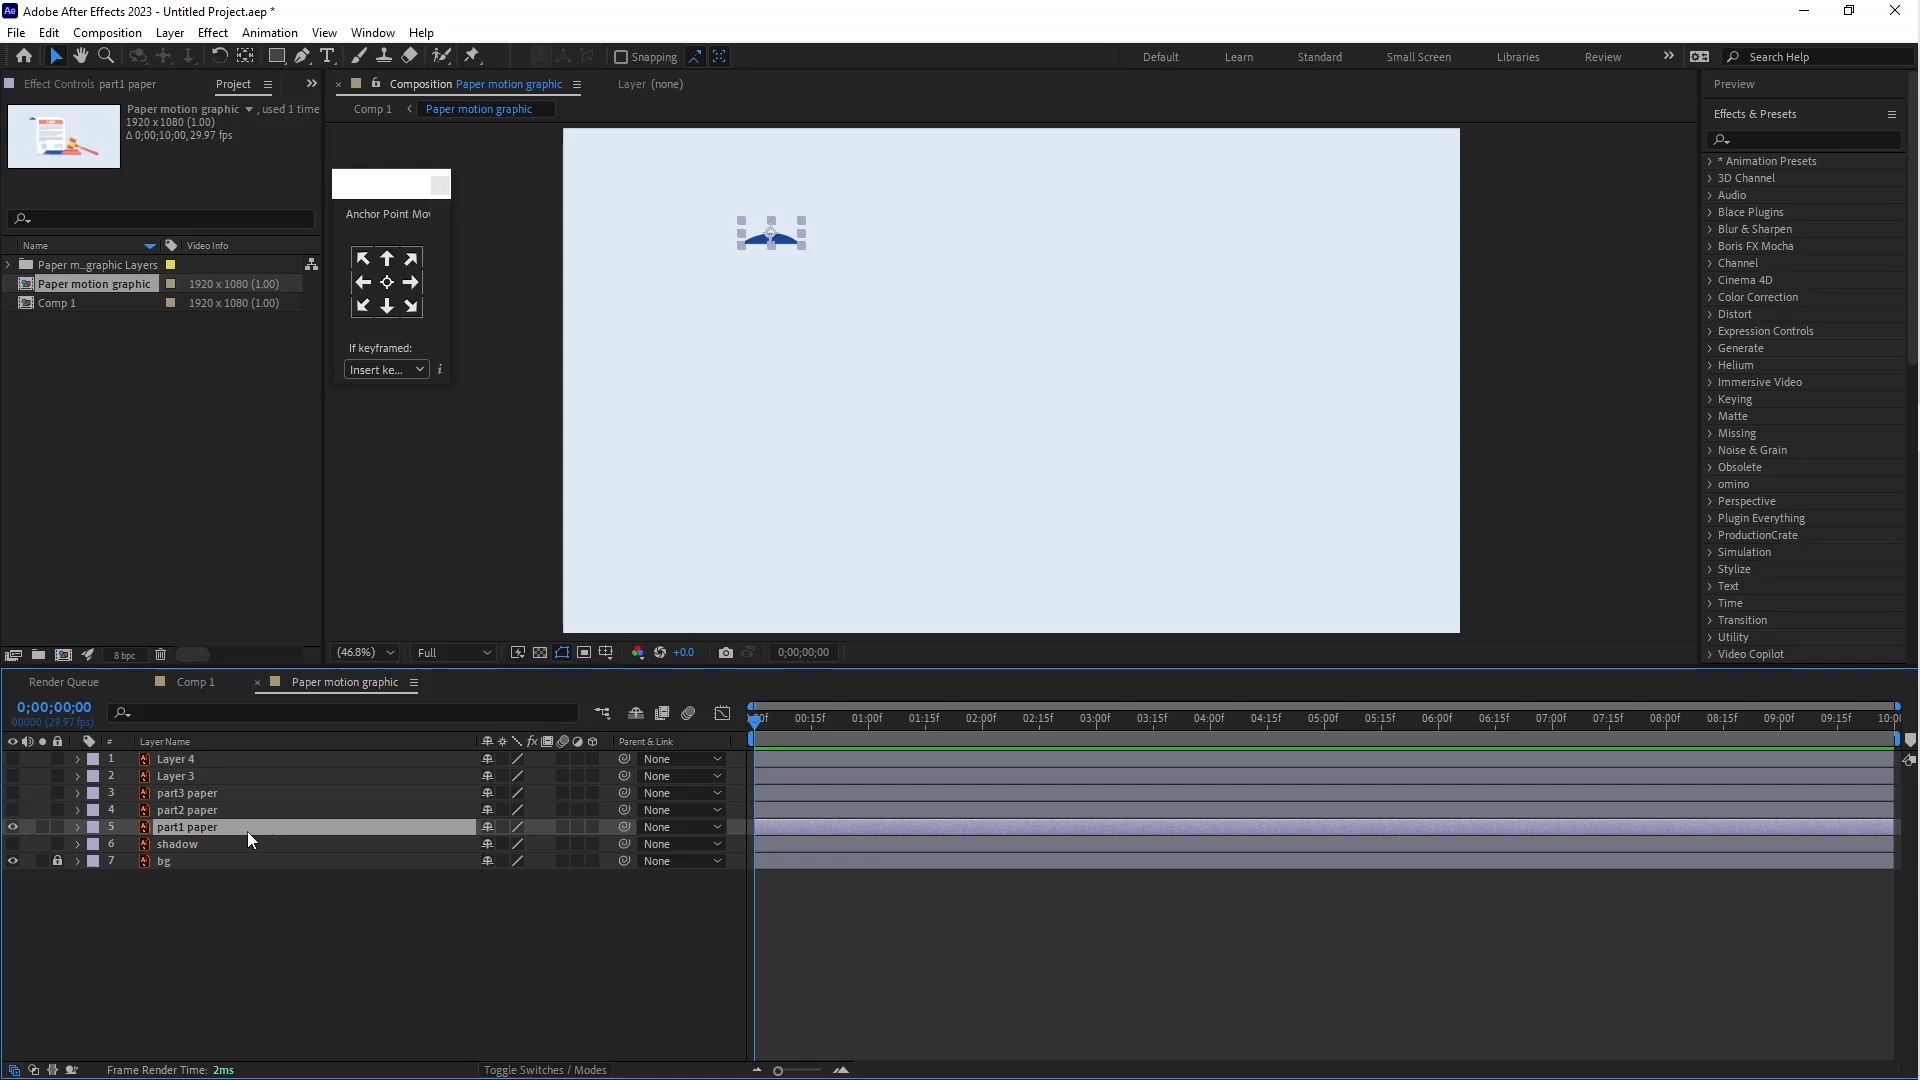 Adobe After Effects 2023 - Untitled Project.aep *
File Edit Composition Layer Effect Animation View Window Help
Snapping Default Learn Standard Small Screen Libraries Review Search Help
Effect Controls part1 paper Project
Composition Paper motion graphic Layer (none)
Comp 1 Paper motion graphic
Paper motion graphic , used 1 time
1920 x 1080 (1.00)
Δ 0;00;10;00, 29.97 fps
Name Video Info
Paper m_graphic Layers
Paper motion graphic 1920 x 1080 (1.00)
Comp 1 1920 x 1080 (1.00)
Anchor Point Mo
If keyframed:
Insert ke...
8 bpc
(46.8%) Full +0.0 0;00;00;00
Preview
Effects & Presets
* Animation Presets
3D Channel
Audio
Blace Plugins
Blur & Sharpen
Boris FX Mocha
Channel
Cinema 4D
Color Correction
Distort
Expression Controls
Generate
Helium
Immersive Video
Keying
Matte
Missing
Noise & Grain
Obsolete
omino
Perspective
Plugin Everything
ProductionCrate
Simulation
Stylize
Text
Time
Transition
Utility
Video Copilot
Render Queue Comp 1 Paper motion graphic
0;00;00;00
00000 (29.97 fps)
00:15f 01:00f 01:15f 02:00f 02:15f 03:00f 03:15f 04:00f 04:15f 05:00f 05:15f 06:00f 06:15f 07:00f 07:15f 08:00f 08:15f 09:00f 09:15f 10:0
# Layer Name Parent & Link
1 Layer 4 None
2 Layer 3 None
3 part3 paper None
4 part2 paper None
5 part1 paper None
6 shadow None
7 bg None
Frame Render Time: 2ms
Toggle Switches / Modes